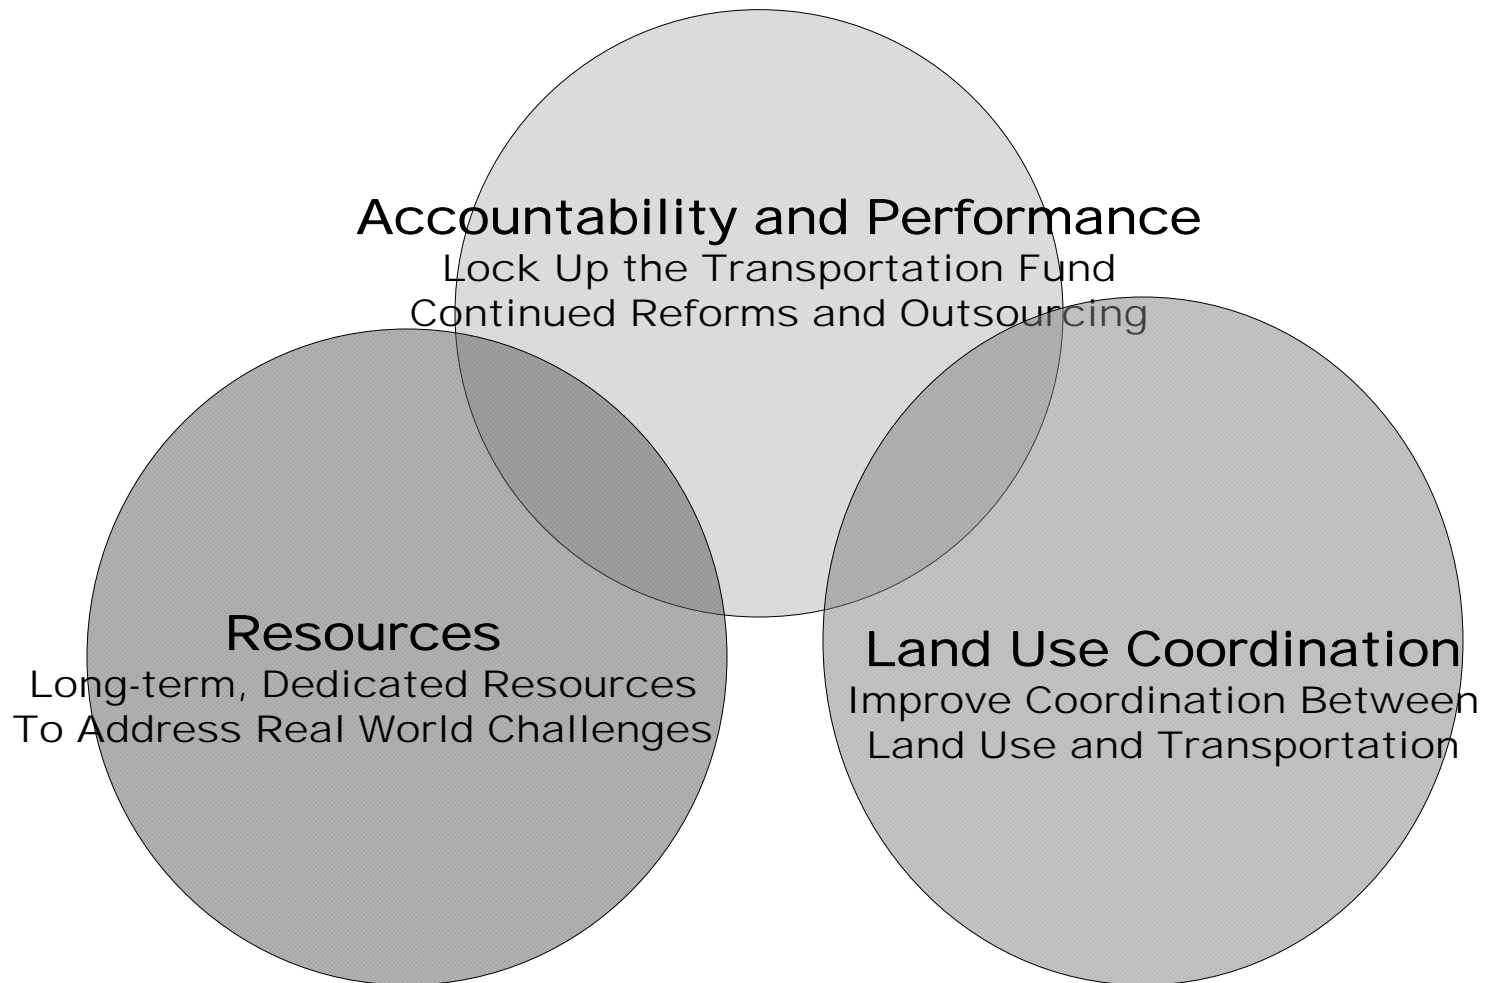 Accountability and Performance
Lock Up the Transportation Fund
Continued Reforms and Outsourcing
Resources
Long-term, Dedicated Resources
To Address Real World Challenges
Land Use Coordination
Improve Coordination Between
Land Use and Transportation